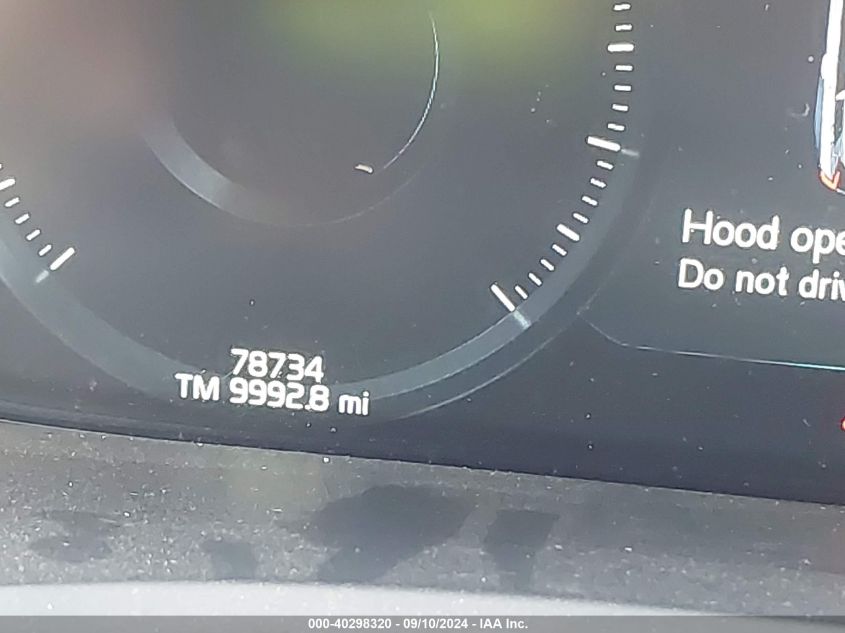 Hood ope
Do not driv
78734
TM 9992.8 mi
000-40298320 - 09/10/2024 - IAA Inc.